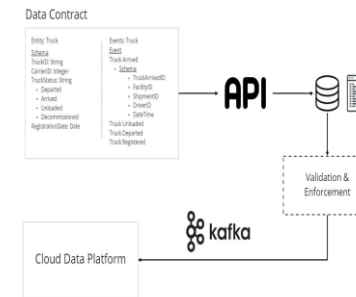 Data Contract
Entity: Truck
Schema
TruckID: String
CarrierID: Integer
TruckStatus: String
• Departed
• Arrived
• Unloaded
• Decommissioned
RegistrationDate: Date
Events: Truck
Event
Truck Arrived
• Schema
• TruckArrivedID
• FacilityID
• ShipmentID
• DriverID
• DateTime
Truck Unloaded
Truck Departed
Truck Registered
API
Validation &
Enforcement
kafka
Cloud Data Platform